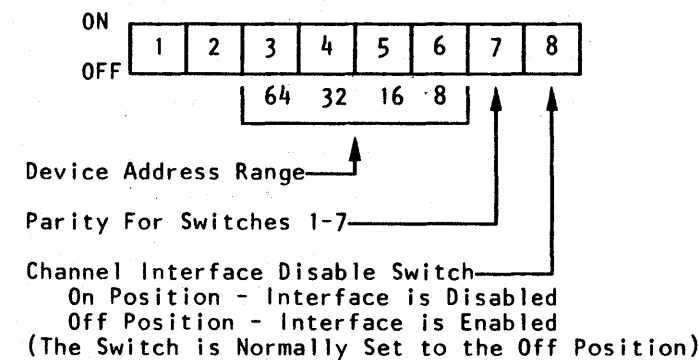 ON
1 2 3 4 5 6 7 8
OFF
64 32 16 8
Device Address Range
Parity For Switches 1-7
Channel Interface Disable Switch
On Position - Interface is Disabled
Off Position - Interface is Enabled
(The Switch is Normally Set to the Off Position)